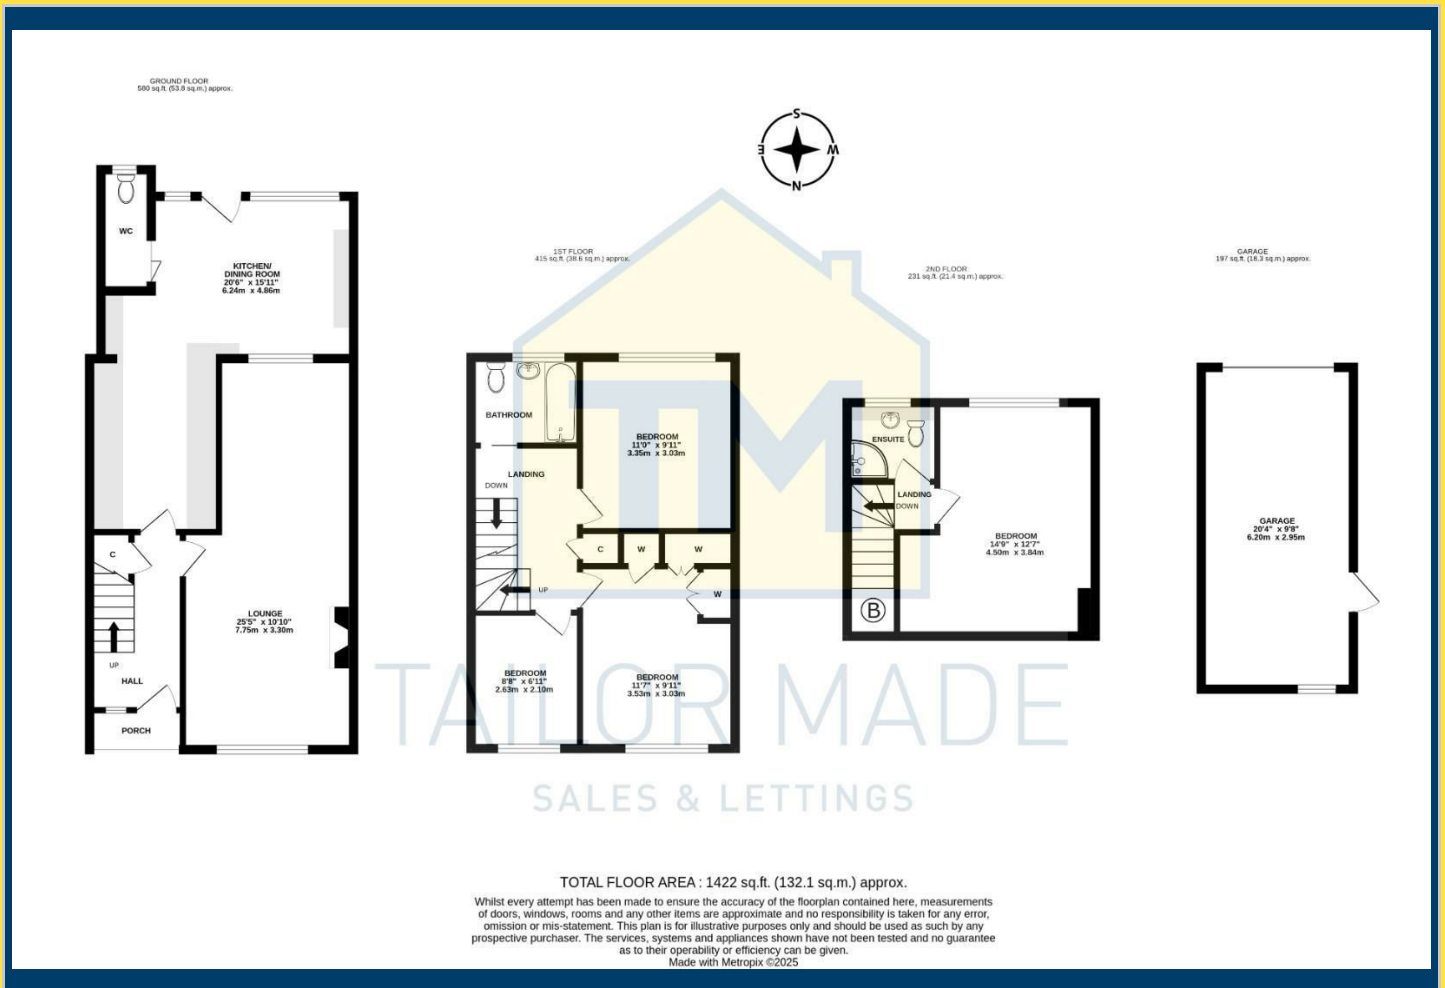 GROUND FLOOR
580 sq.ft. (53.8 sq.m.) approx.
WC
KITCHEN/
DINING ROOM
20'6" x 15'11"
6.24m x 4.86m
C
LOUNGE
25'5" x 10'10"
7.75m x 3.30m
UP
HALL
PORCH
S
E
W
N
1ST FLOOR
415 sq.ft. (38.6 sq.m.) approx.
BATHROOM
BEDROOM
11'0" x 9'11"
3.35m x 3.03m
LANDING
DOWN
C
W
W
W
UP
BEDROOM
8'8" x 6'11"
2.63m x 2.10m
BEDROOM
11'7" x 9'11"
3.53m x 3.03m
2ND FLOOR
231 sq.ft. (21.4 sq.m.) approx.
ENSUITE
LANDING
DOWN
BEDROOM
14'9" x 12'7"
4.50m x 3.84m
B
GARAGE
197 sq.ft. (18.3 sq.m.) approx.
GARAGE
20'4" x 9'8"
6.20m x 2.95m
TM
TAILOR MADE
SALES & LETTINGS
TOTAL FLOOR AREA : 1422 sq.ft. (132.1 sq.m.) approx.
Whilst every attempt has been made to ensure the accuracy of the floorplan contained here, measurements
of doors, windows, rooms and any other items are approximate and no responsibility is taken for any error,
omission or mis-statement. This plan is for illustrative purposes only and should be used as such by any
prospective purchaser. The services, systems and appliances shown have not been tested and no guarantee
as to their operability or efficiency can be given.
Made with Metropix ©2025